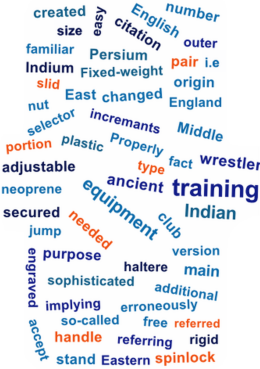 created
easy
English
number
size
citation
outer
familiar
Persium
pair
i.e
Indium
Fixed-weight
origin
slid
East
changed
England
nut
selector
incremants
Middle
portion
plastic
Properly
fact
wrestler
adjustable
type
ancient
training
neoprene
equipment
Indian
secured
needed
club
jump
version
engraved
purpose
haltere
main
sophisticated
additional
implying
erroneously
accept
so-called
free
referred
handle
referring
rigid
stand
Eastern
spinlock